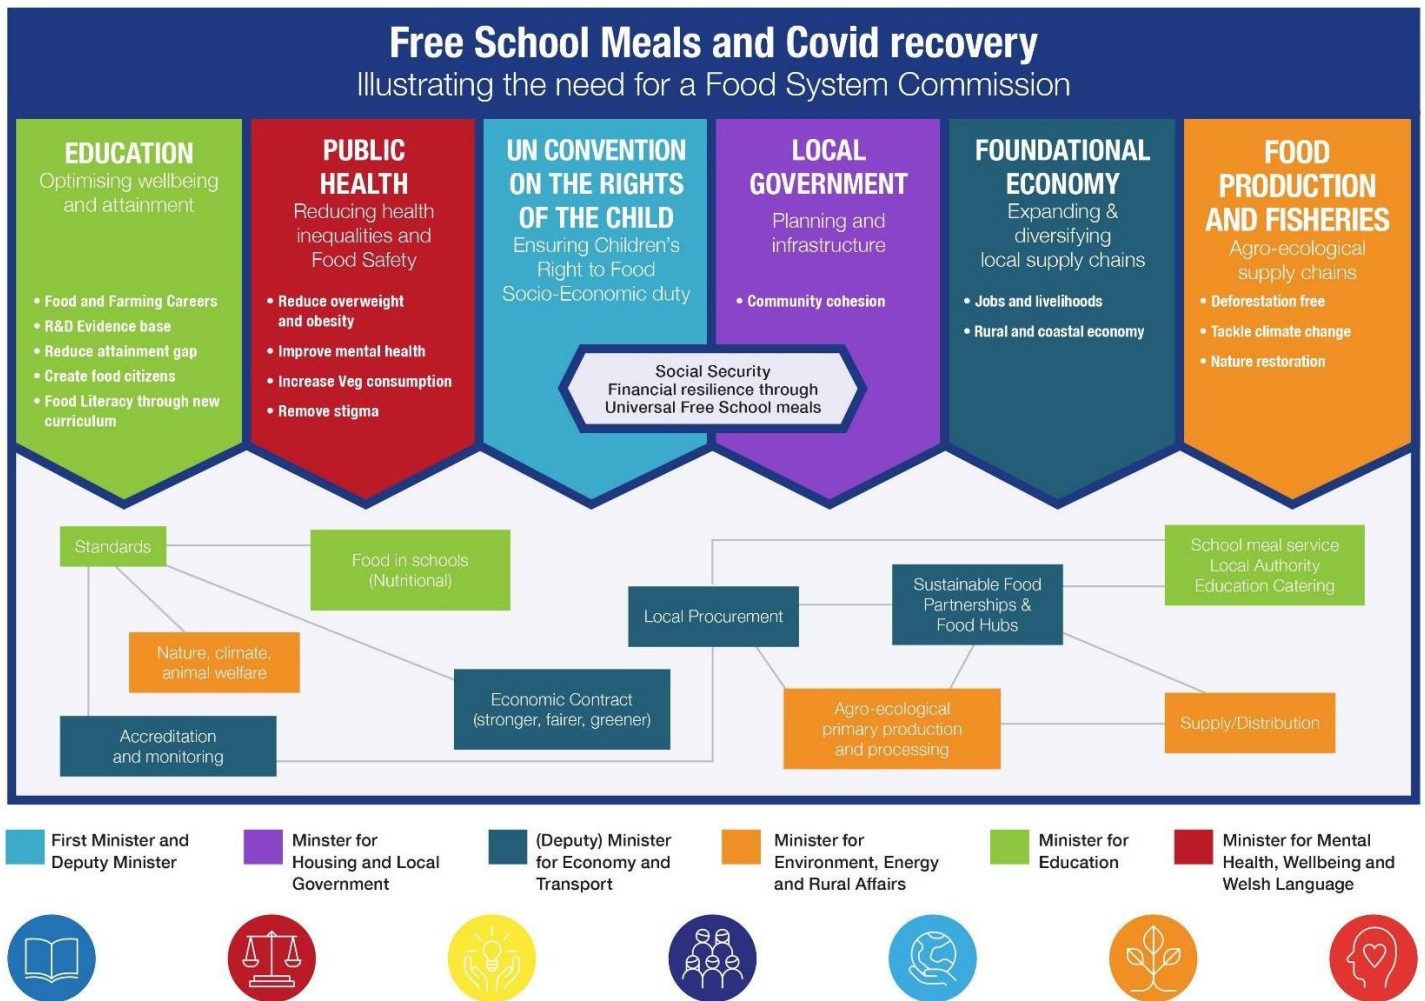 Free School Meals and Covid recovery
Illustrating the need for a Food System Commission
EDUCATION
Optimising wellbeing
and attainment
• Food and Farming Careers
• R&D Evidence base
• Reduce attainment gap
• Create food citizens
• Food Literacy through new
curriculum
PUBLIC
HEALTH
Reducing health
inequalities and
Food Safety
• Reduce overweight
and obesity
• Improve mental health
• Increase Veg consumption
• Remove stigma
UN CONVENTION
ON THE RIGHTS
OF THE CHILD
Ensuring Children's
Right to Food
Socio-Economic duty
LOCAL
GOVERNMENT
Planning and
infrastructure
• Community cohesion
Social Security
Financial resilience through
Universal Free School meals
FOUNDATIONAL
ECONOMY
Expanding &
diversifying
local supply chains
• Jobs and livelihoods
• Rural and coastal economy
FOOD
PRODUCTION
AND FISHERIES
Agro-ecological
supply chains
• Deforestation free
• Tackle climate change
• Nature restoration
Standards
Food in schools
(Nutritional)
Nature, climate,
animal welfare
Economic Contract
(stronger, fairer, greener)
Accreditation
and monitoring
Local Procurement
Sustainable Food
Partnerships &
Food Hubs
School meal service
Local Authority
Education Catering
Agro-ecological
primary production
and processing
Supply/Distribution
First Minister and
Deputy Minister
Minster for
Housing and Local
Government
(Deputy) Minister
for Economy and
Transport
Minister for
Environment, Energy
and Rural Affairs
Minister for
Education
Minister for Mental
Health, Wellbeing and
Welsh Language